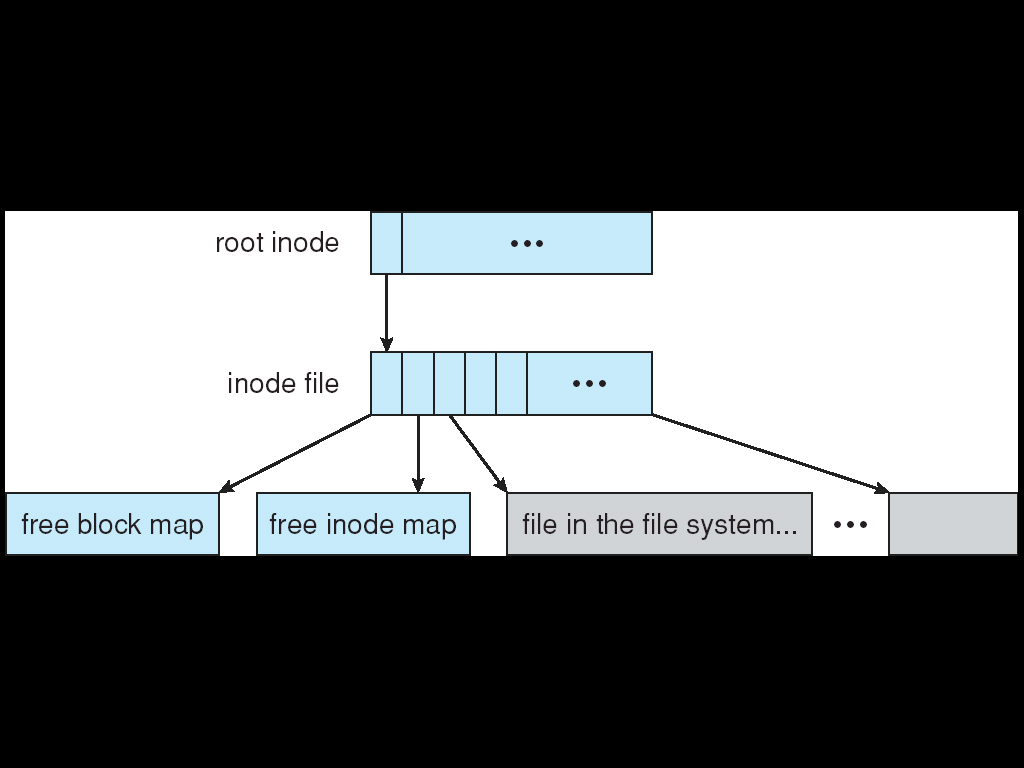 root inode
•••
inode file
•••
free block map
free inode map
file in the file system...
•••